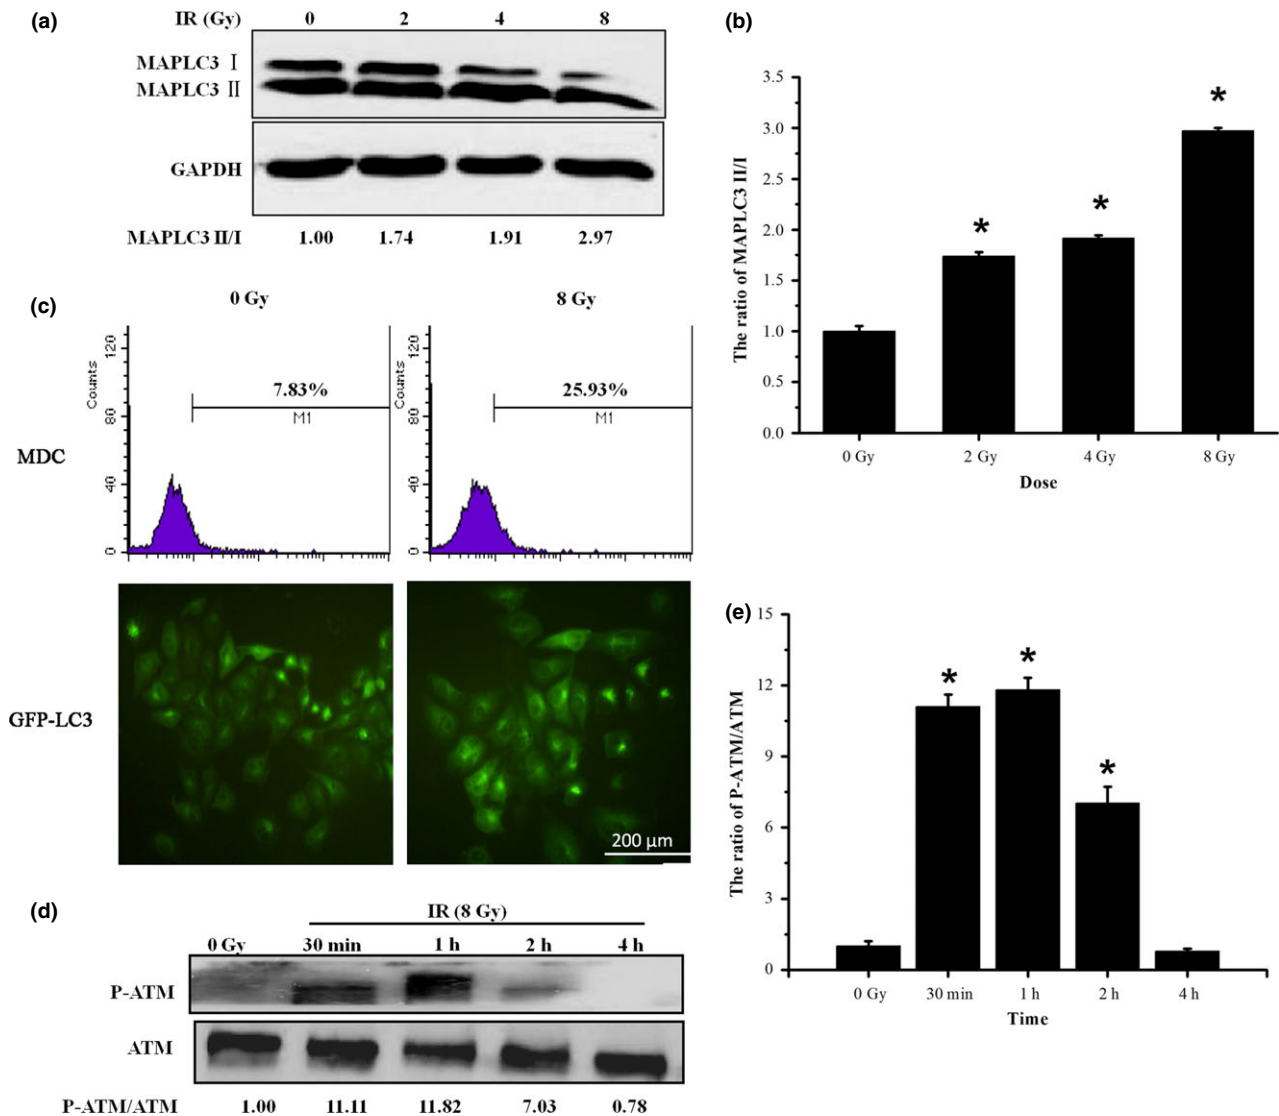 (a)
IR (Gy) 0 2 4 8
MAPLC3 Ⅰ
MAPLC3 Ⅱ
GAPDH
MAPLC3 II/I 1.00 1.74 1.91 2.97
(b)
3.5
3.0
2.5
2.0
1.5
1.0
0.5
0.0
The ratio of MAPLC3 II/I
* * * *
0 Gy 2 Gy 4 Gy 8 Gy
Dose
(c)
0 Gy 8 Gy
MDC
Counts
120
80
40
0
7.83%
M1
Counts
120
80
40
0
25.93%
M1
GFP-LC3
200 µm
(d)
IR (8 Gy)
0 Gy 30 min 1 h 2 h 4 h
P-ATM
ATM
P-ATM/ATM 1.00 11.11 11.82 7.03 0.78
(e)
15
12
9
6
3
0
The ratio of P-ATM/ATM
* * *
0 Gy 30 min 1 h 2 h 4 h
Time